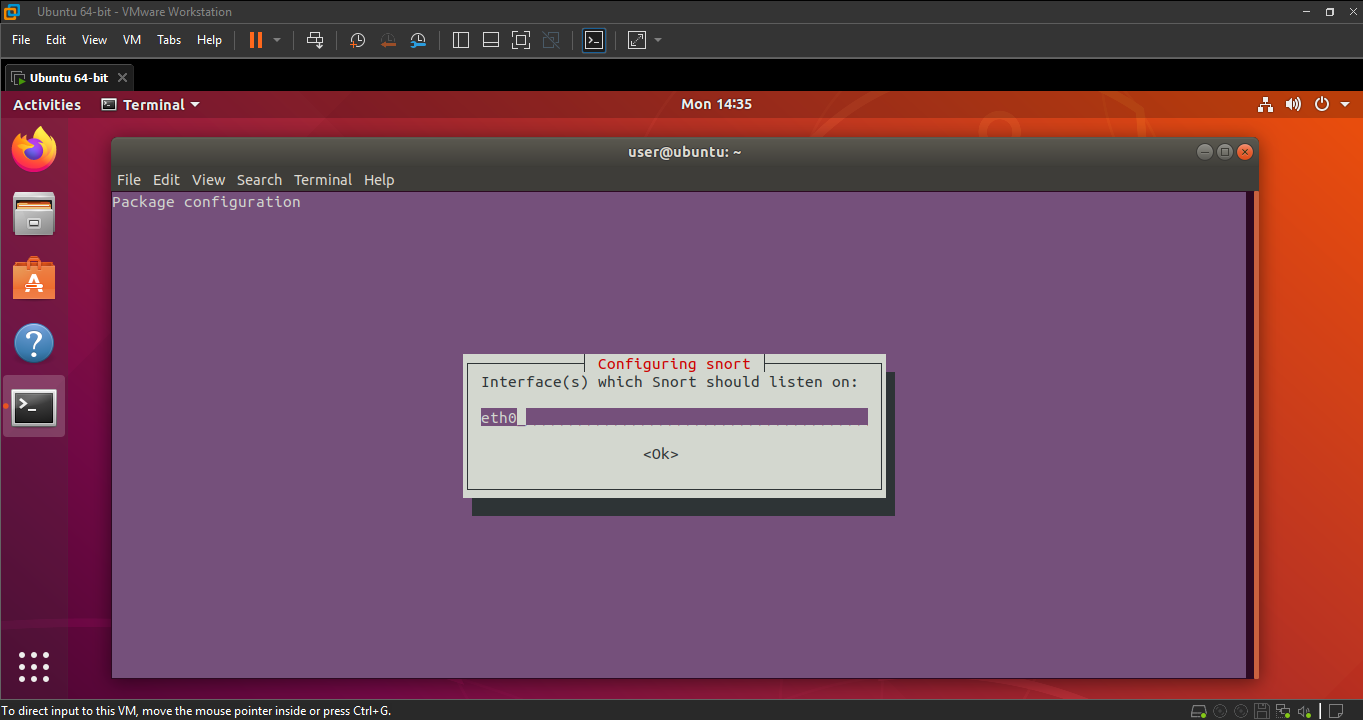 Ubuntu 64-bit - VMware Workstation
File Edit View VM Tabs Help
Ubuntu 64-bit
Activities Terminal Mon 14:35
user@ubuntu: ~
File Edit View Search Terminal Help
Package configuration
Configuring snort
Interface(s) which Snort should listen on:
eth0
<Ok>
To direct input to this VM, move the mouse pointer inside or press Ctrl+G.